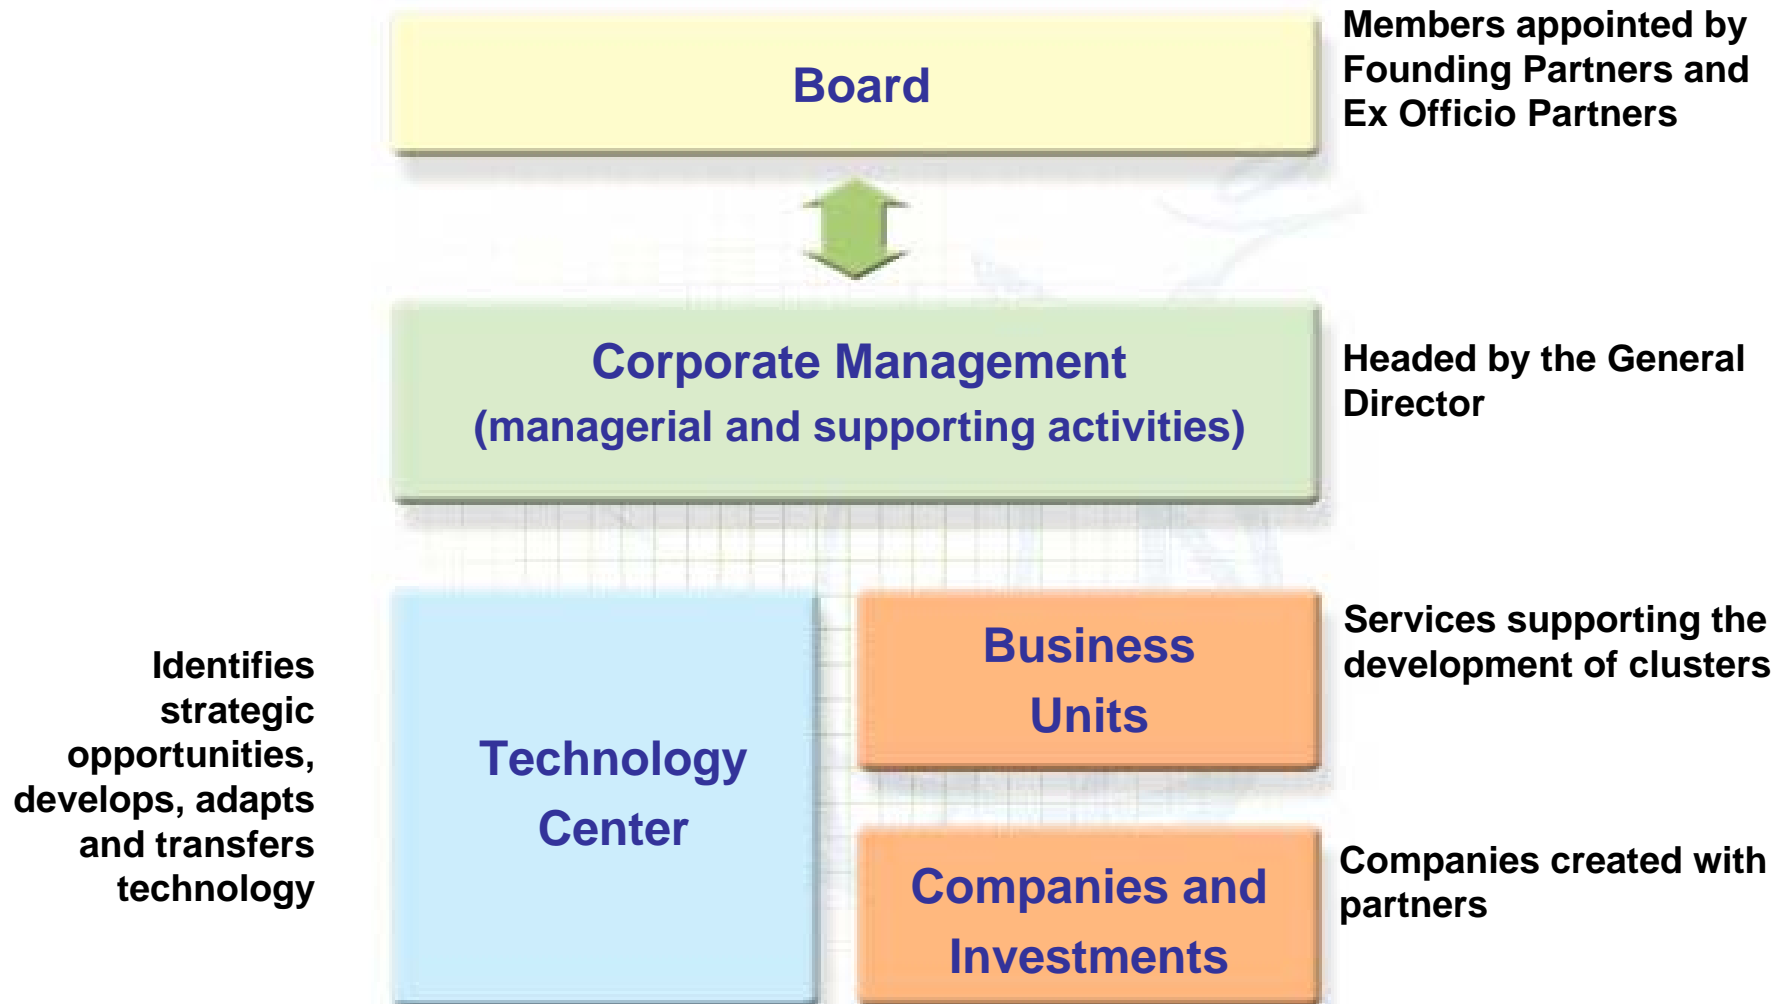 Board
Members appointed by
Founding Partners and
Ex Officio Partners
Corporate Management
(managerial and supporting activities)
Headed by the General
Director
Identifies
strategic
opportunities,
develops, adapts
and transfers
technology
Technology
Center
Business
Units
Services supporting the
development of clusters
Companies and
Investments
Companies created with
partners